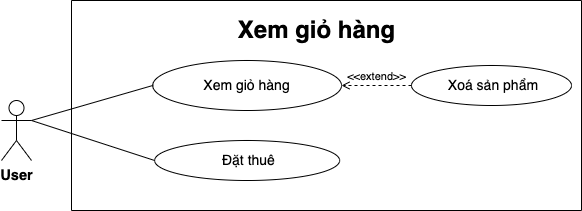 Xem giỏ hàng
Xem giỏ hàng
<<extend>>
Xoá sản phẩm
Đặt thuê
User